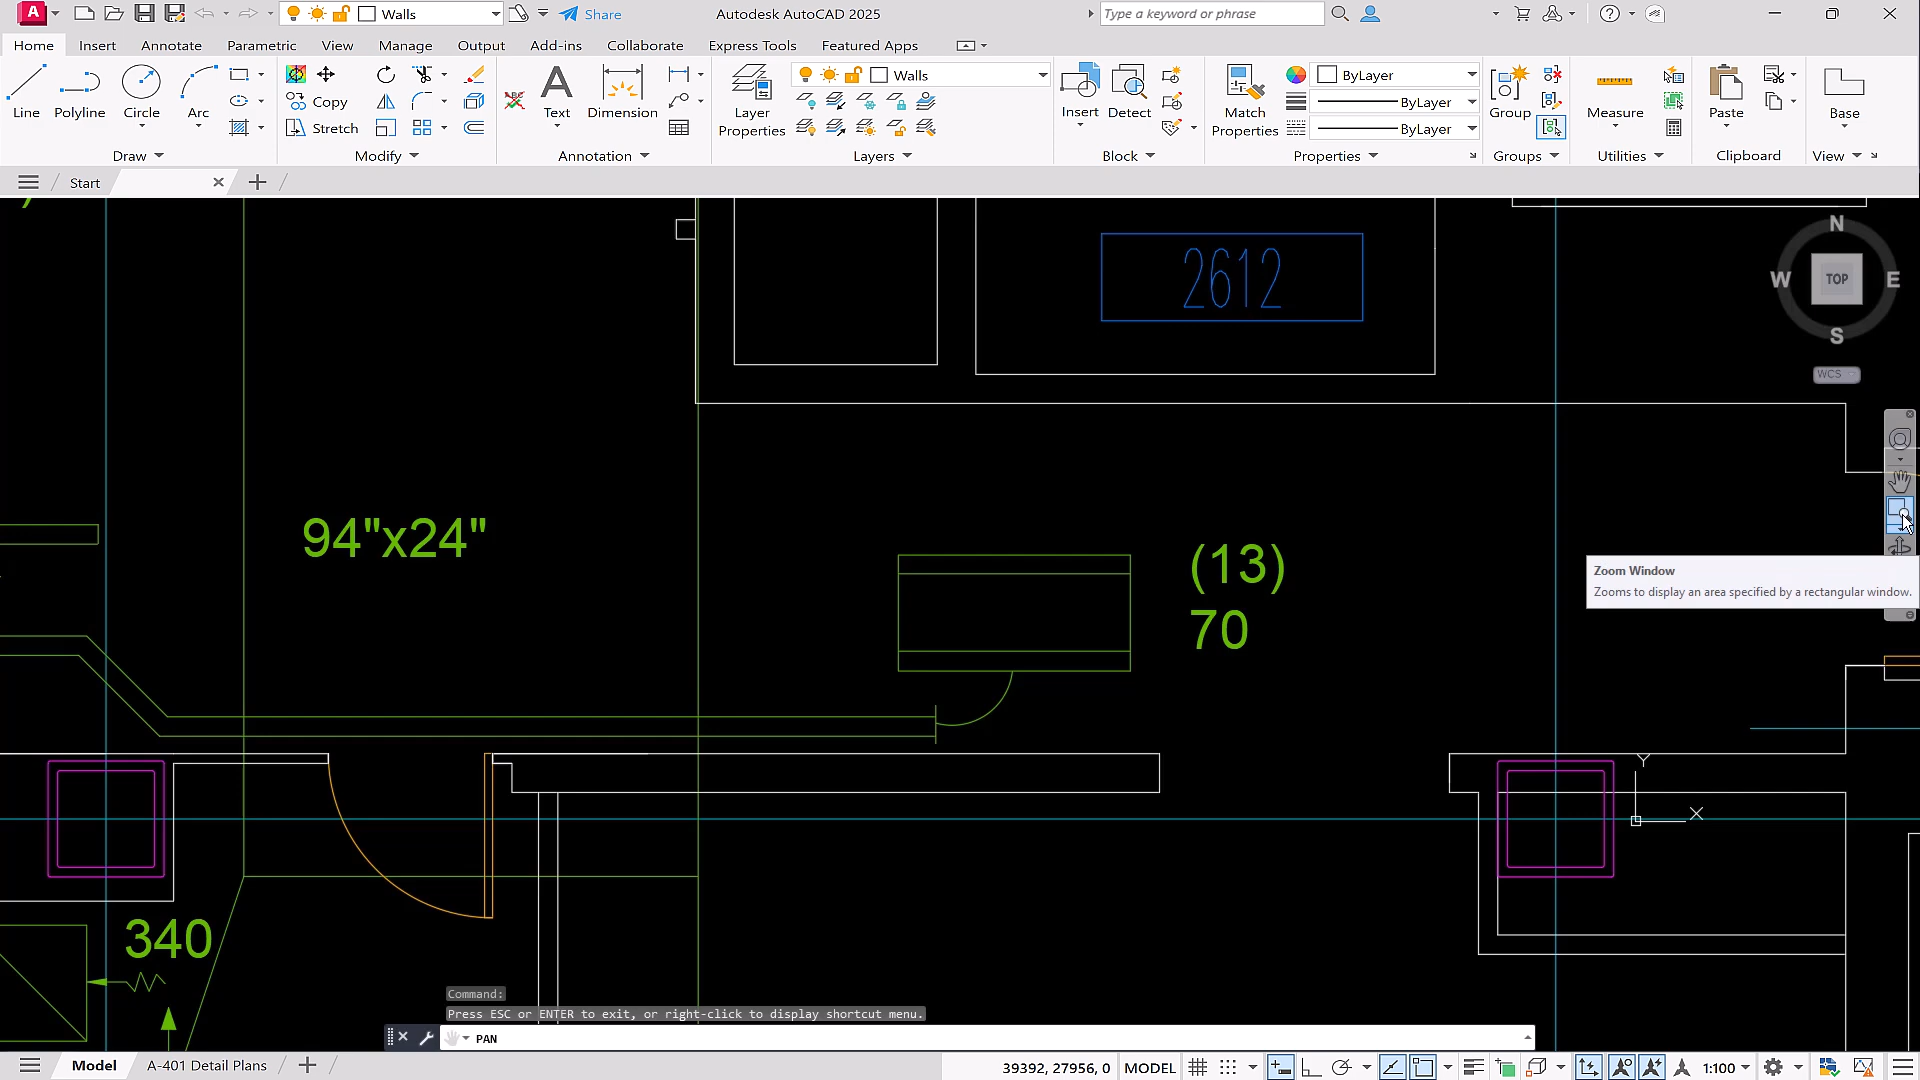 Walls
Share
Autodesk AutoCAD 2025
Type a keyword or phrase
Home Insert Annotate Parametric View Manage Output Add-ins Collaborate Express Tools Featured Apps
Line
Polyline
Circle
Arc
Copy
Stretch
Text
Dimension
Layer
Properties
Walls
Insert
Detect
Match
Properties
ByLayer
ByLayer
ByLayer
Group
Measure
Paste
Base
Draw Modify Annotation Layers Block Properties Groups Utilities Clipboard View
Start
2612
N
W TOP E
S
WCS
94"x24"
(13)
70
Zoom Window
Zooms to display an area specified by a rectangular window.
Y
X
340
Command:
Press ESC or ENTER to exit, or right-click to display shortcut menu.
PAN
Model A-401 Detail Plans
39392, 27956, 0 MODEL 1:100